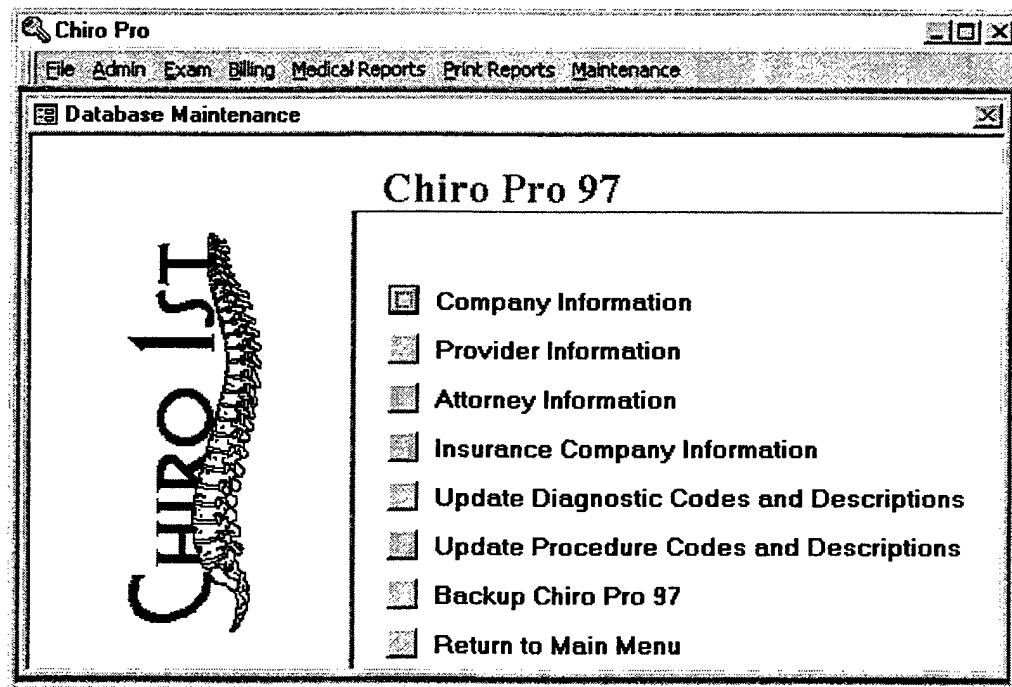 Chiro Pro
File Admin Exam Billing Medical Reports Print Reports Maintenance
Database Maintenance
Chiro Pro 97
CHIRO 1ST
Company Information
Provider Information
Attorney Information
Insurance Company Information
Update Diagnostic Codes and Descriptions
Update Procedure Codes and Descriptions
Backup Chiro Pro 97
Return to Main Menu